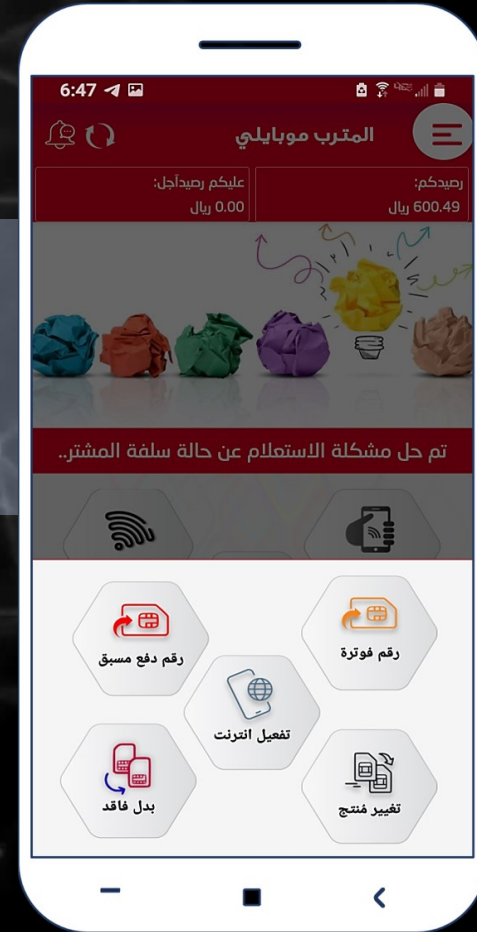 6:47
المترب موبايلي
رصيدكم:
600.49 ريال
عليكم رصيدآجل:
0.00 ريال
تم حل مشكلة الاستعلام عن حالة سلفة المشتر..
رقم فوترة
رقم دفع مسبق
تفعيل انترنت
تغيير مُنتج
بدل فاقد